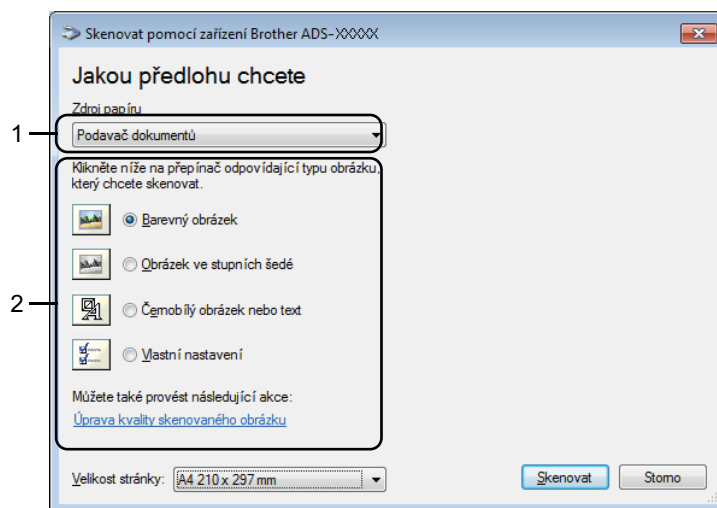 Skenovat pomocí zařízení Brother ADS-XXXXX
Jakou předlohu chcete
Zdroj papíru
1
Podavač dokumentů
Klikněte níže na přepínač odpovídající typu obrázku,
který chcete skenovat.
Barevný obrázek
Obrázek ve stupních šedé
2
Černobílý obrázek nebo text
Vlastní nastavení
Můžete také provést následující akce:
Úprava kvality skenovaného obrázku
Velikost stránky: A4 210 x 297 mm Skenovat Storno